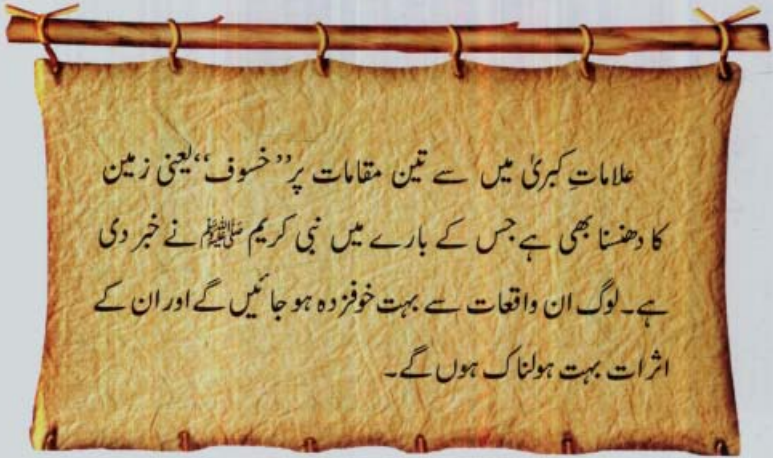 علاماتِ کبریٰ میں سے تین مقامات پر ’’خسوف‘‘ یعنی زمین
کا دھنسنا بھی ہے جس کے بارے میں نبی کریم ﷺ نے خبر دی
ہے۔ لوگ ان واقعات سے بہت خوفزدہ ہو جائیں گے اور ان کے
اثرات بہت ہولناک ہوں گے۔